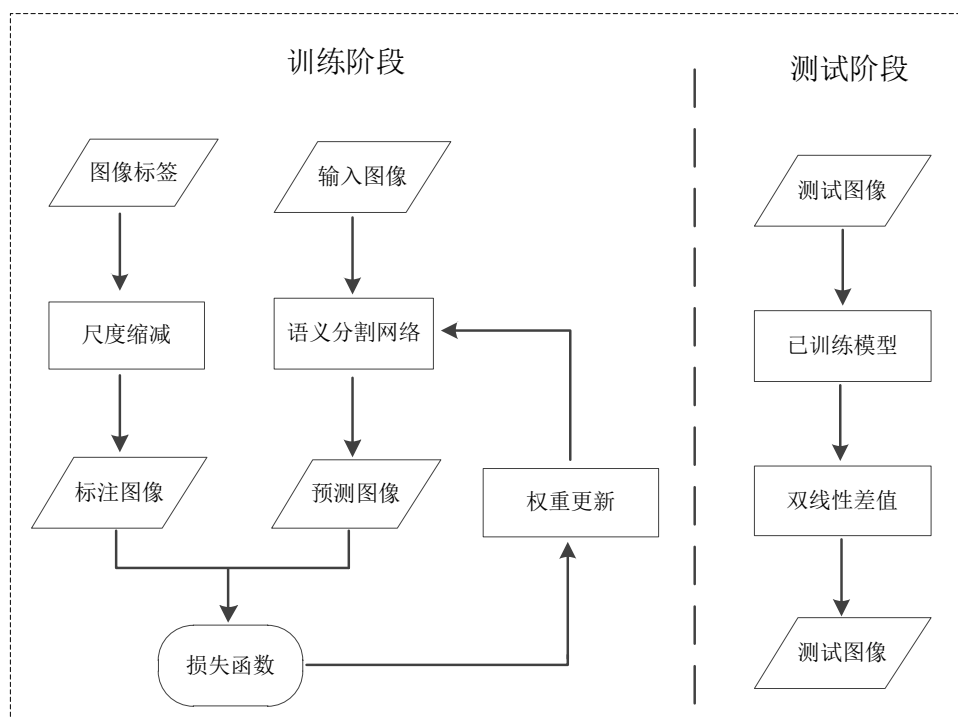 训练阶段
测试阶段
图像标签
输入图像
测试图像
尺度缩减
语义分割网络
已训练模型
标注图像
预测图像
权重更新
双线性差值
损失函数
测试图像